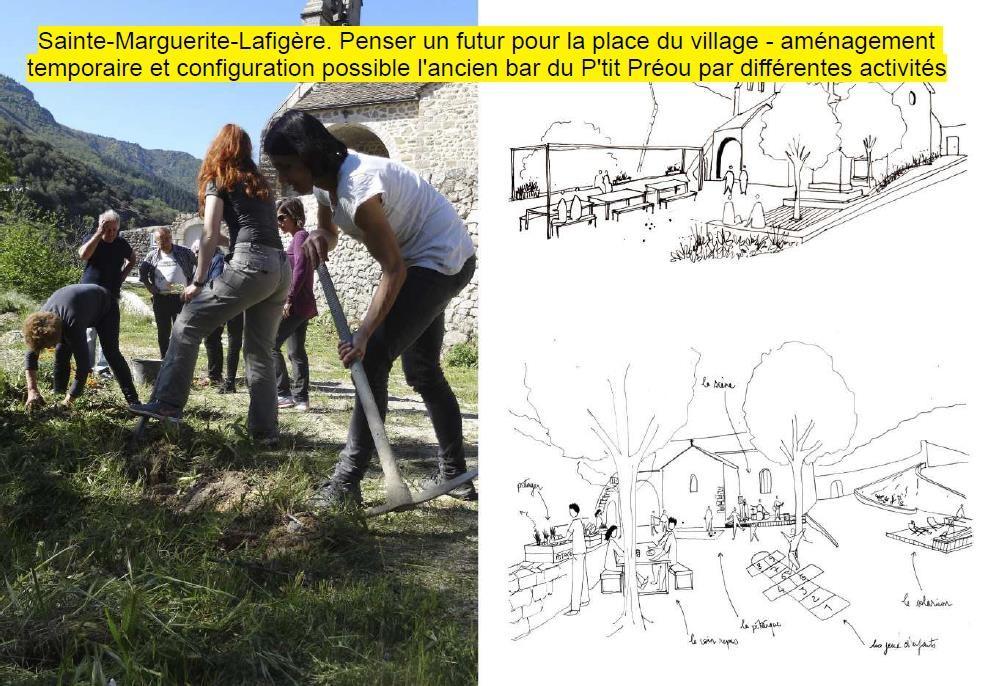 Sainte-Marguerite-Lafigère. Penser un futur pour la place du village - aménagement
temporaire et configuration possible l'ancien bar du P'tit Préou par différentes activités
la scène
potager
le solarium
la pétanque
le coin repas
les jeux d'enfants